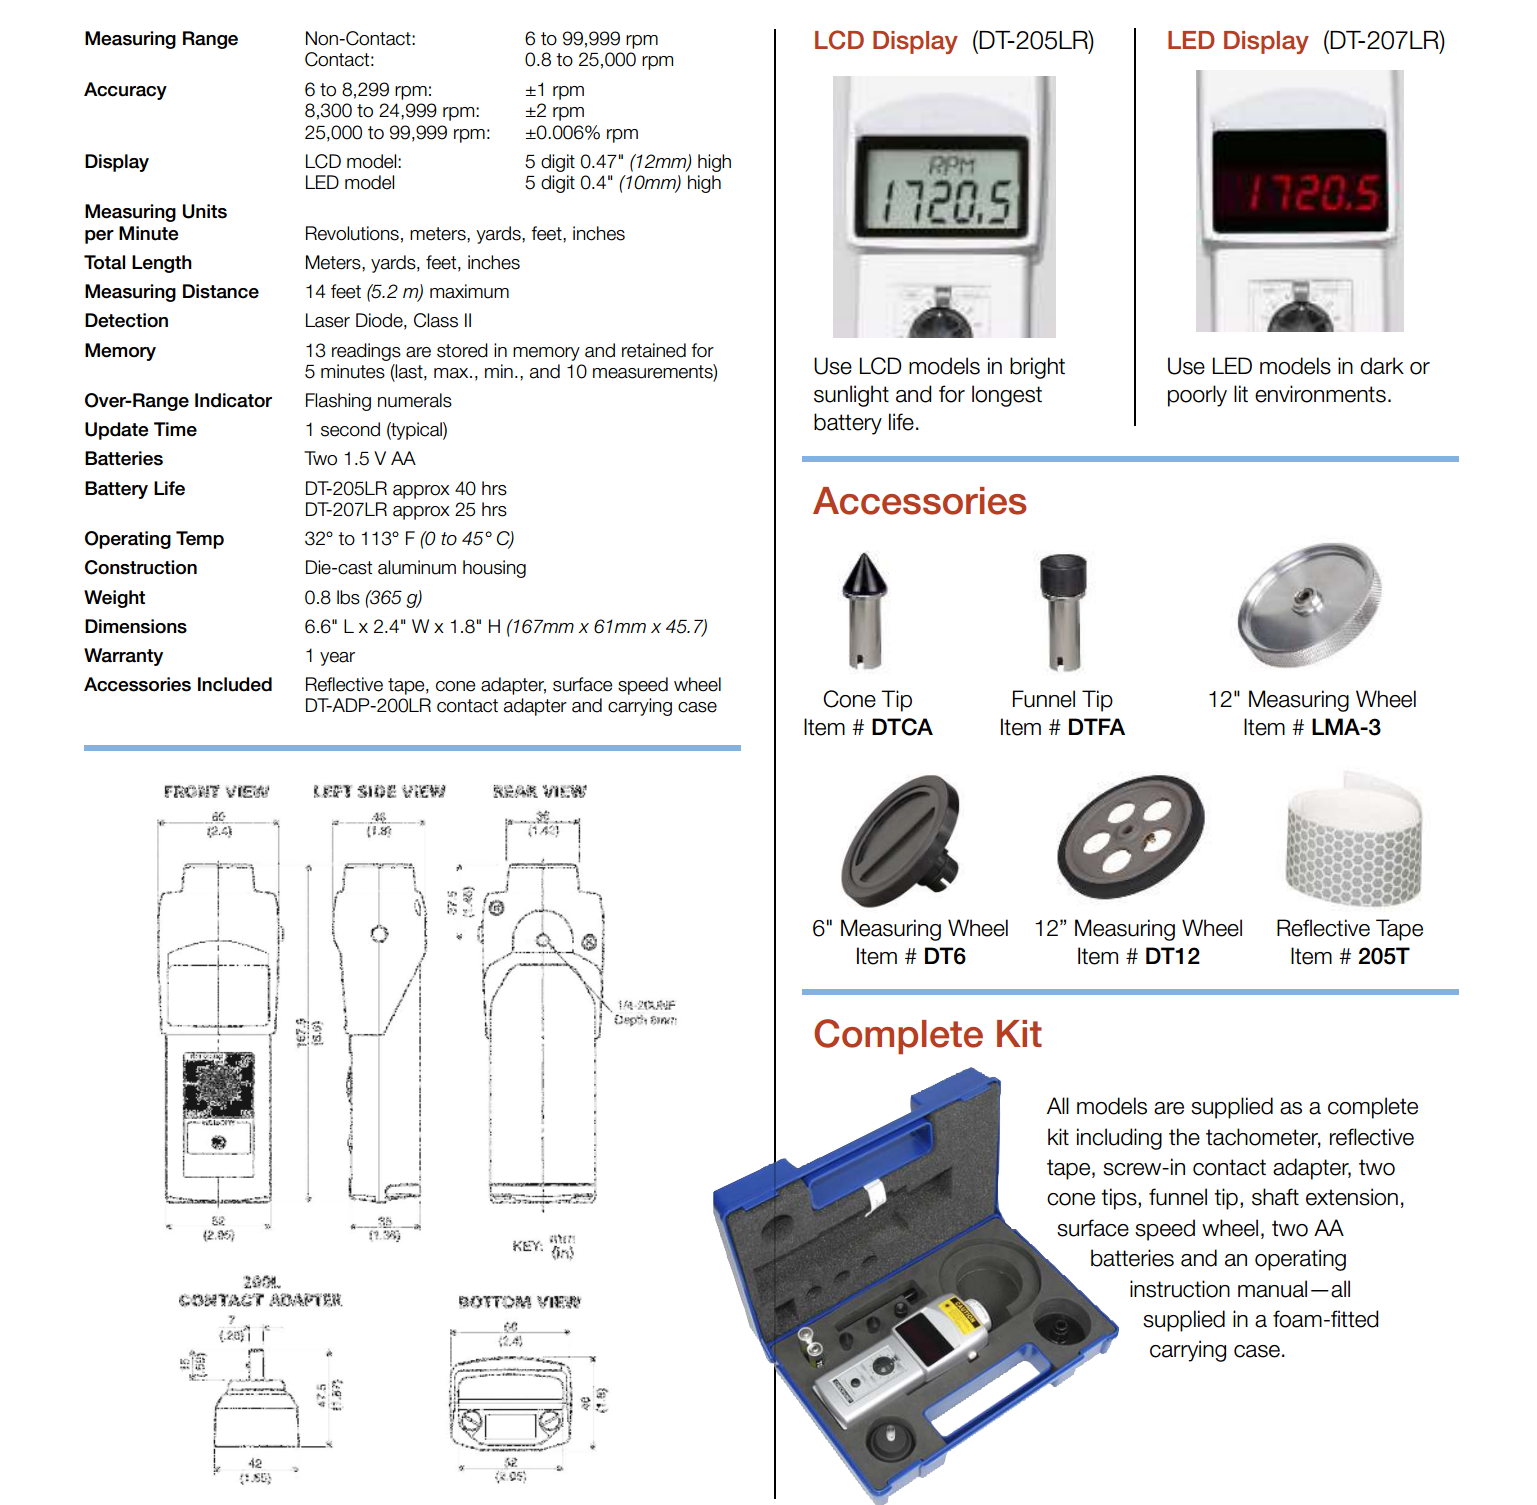 Measuring Range Non-Contact: 6 to 99,999 rpm
Contact: 0.8 to 25,000 rpm
Accuracy 6 to 8,299 rpm: ±1 rpm
8,300 to 24,999 rpm: ±2 rpm
25,000 to 99,999 rpm: ±0.006% rpm
Display LCD model: 5 digit 0.47" (12mm) high
LED model 5 digit 0.4" (10mm) high
Measuring Units
per Minute Revolutions, meters, yards, feet, inches
Total Length Meters, yards, feet, inches
Measuring Distance 14 feet (5.2 m) maximum
Detection Laser Diode, Class II
Memory 13 readings are stored in memory and retained for
5 minutes (last, max., min., and 10 measurements)
Over-Range Indicator Flashing numerals
Update Time 1 second (typical)
Batteries Two 1.5 V AA
Battery Life DT-205LR approx 40 hrs
DT-207LR approx 25 hrs
Operating Temp 32° to 113° F (0 to 45° C)
Construction Die-cast aluminum housing
Weight 0.8 lbs (365 g)
Dimensions 6.6" L x 2.4" W x 1.8" H (167mm x 61mm x 45.7)
Warranty 1 year
Accessories Included Reflective tape, cone adapter, surface speed wheel
DT-ADP-200LR contact adapter and carrying case
FRONT VIEW LEFT SIDE VIEW REAR VIEW
60 46 36
(2.4) (1.8)
37.5
1/4-20UNF
Depth 6mm
52 35
(2.05) (1.38)
KEY: mm
(in)
200L
CONTACT ADAPTER BOTTOM VIEW
7
(.28)
15
(.59)
47.5
42
(1.65)
(2.4)
52
(2.05)
LCD Display (DT-205LR)
RPM
1720.5
Use LCD models in bright
sunlight and for longest
battery life.
LED Display (DT-207LR)
1720.5
Use LED models in dark or
poorly lit environments.
Accessories
Cone Tip
Item # DTCA
Funnel Tip
Item # DTFA
12" Measuring Wheel
Item # LMA-3
6" Measuring Wheel
Item # DT6
12” Measuring Wheel
Item # DT12
Reflective Tape
Item # 205T
Complete Kit
All models are supplied as a complete
kit including the tachometer, reflective
tape, screw-in contact adapter, two
cone tips, funnel tip, shaft extension,
surface speed wheel, two AA
batteries and an operating
instruction manual—all
supplied in a foam-fitted
carrying case.
CAUTION